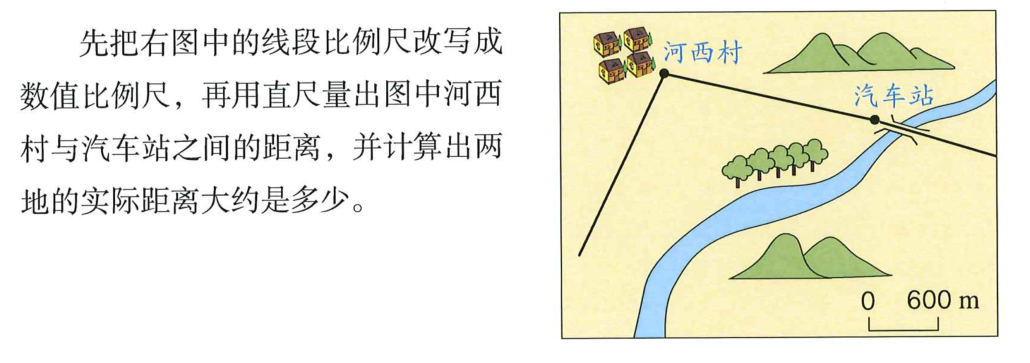 先把右图中的线段比例尺改写成
数值比例尺，再用直尺量出图中河西
村与汽车站之间的距离，并计算出两
地的实际距离大约是多少。
河西村
汽车站
0 600 m